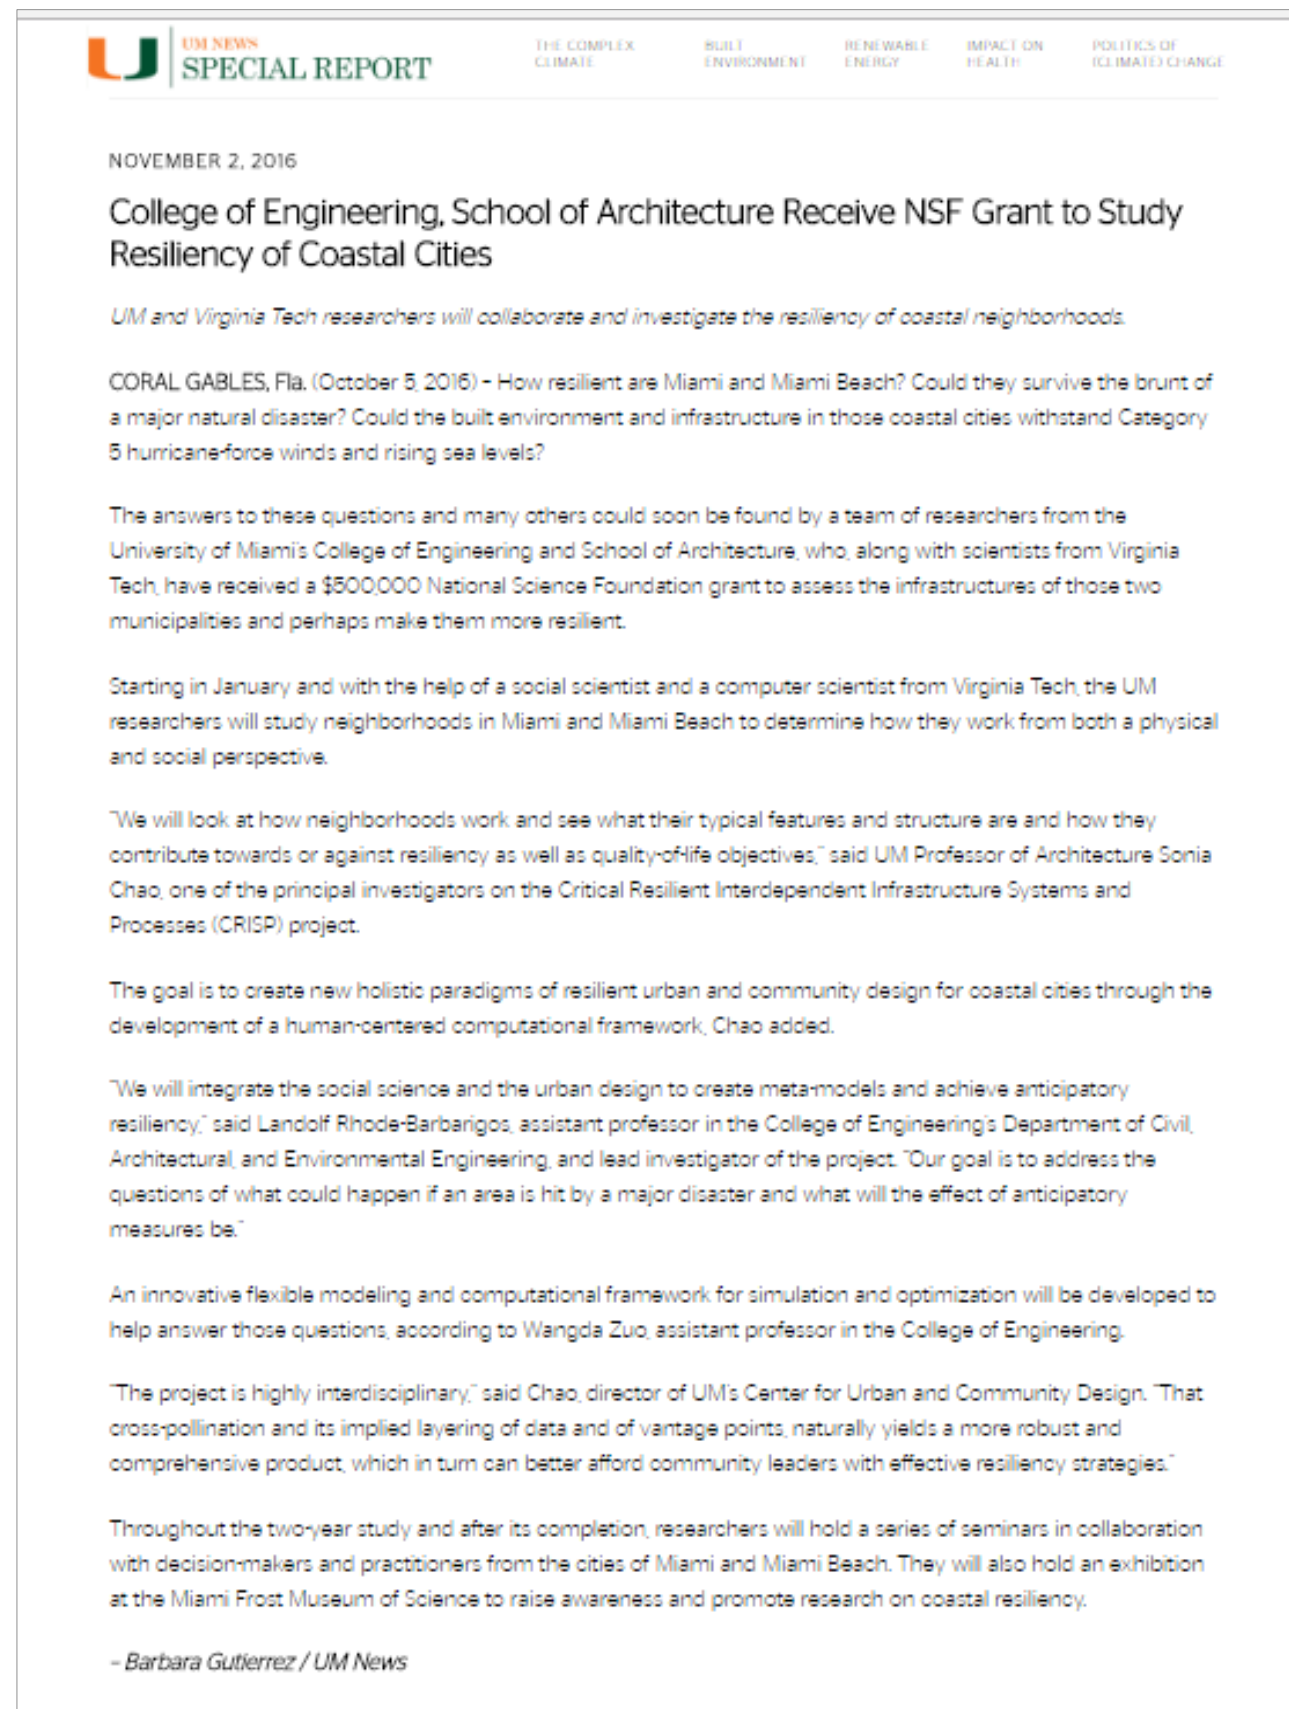 UM NEWS
SPECIAL REPORT
THE COMPLEX
CLIMATE
BUILT
ENVIRONMENT
RENEWABLE
ENERGY
IMPACT ON
HEALTH
POLITICS OF
(CLIMATE) CHANGE
NOVEMBER 2, 2016
College of Engineering, School of Architecture Receive NSF Grant to Study
Resiliency of Coastal Cities
UM and Virginia Tech researchers will collaborate and investigate the resiliency of coastal neighborhoods.
CORAL GABLES, Fla. (October 5, 2016) – How resilient are Miami and Miami Beach? Could they survive the brunt of
a major natural disaster? Could the built environment and infrastructure in those coastal cities withstand Category
5 hurricane-force winds and rising sea levels?
The answers to these questions and many others could soon be found by a team of researchers from the
University of Miami's College of Engineering and School of Architecture, who, along with scientists from Virginia
Tech, have received a $500,000 National Science Foundation grant to assess the infrastructures of those two
municipalities and perhaps make them more resilient.
Starting in January and with the help of a social scientist and a computer scientist from Virginia Tech, the UM
researchers will study neighborhoods in Miami and Miami Beach to determine how they work from both a physical
and social perspective.
"We will look at how neighborhoods work and see what their typical features and structure are and how they
contribute towards or against resiliency as well as quality-of-life objectives," said UM Professor of Architecture Sonia
Chao, one of the principal investigators on the Critical Resilient Interdependent Infrastructure Systems and
Processes (CRISP) project.
The goal is to create new holistic paradigms of resilient urban and community design for coastal cities through the
development of a human-centered computational framework, Chao added.
"We will integrate the social science and the urban design to create meta-models and achieve anticipatory
resiliency," said Landolf Rhode-Barbarigos, assistant professor in the College of Engineering's Department of Civil,
Architectural, and Environmental Engineering, and lead investigator of the project. "Our goal is to address the
questions of what could happen if an area is hit by a major disaster and what will the effect of anticipatory
measures be."
An innovative flexible modeling and computational framework for simulation and optimization will be developed to
help answer those questions, according to Wangda Zuo, assistant professor in the College of Engineering.
"The project is highly interdisciplinary," said Chao, director of UM's Center for Urban and Community Design. "That
cross-pollination and its implied layering of data and of vantage points, naturally yields a more robust and
comprehensive product, which in turn can better afford community leaders with effective resiliency strategies."
Throughout the two-year study and after its completion, researchers will hold a series of seminars in collaboration
with decision-makers and practitioners from the cities of Miami and Miami Beach. They will also hold an exhibition
at the Miami Frost Museum of Science to raise awareness and promote research on coastal resiliency.
– Barbara Gutierrez / UM News